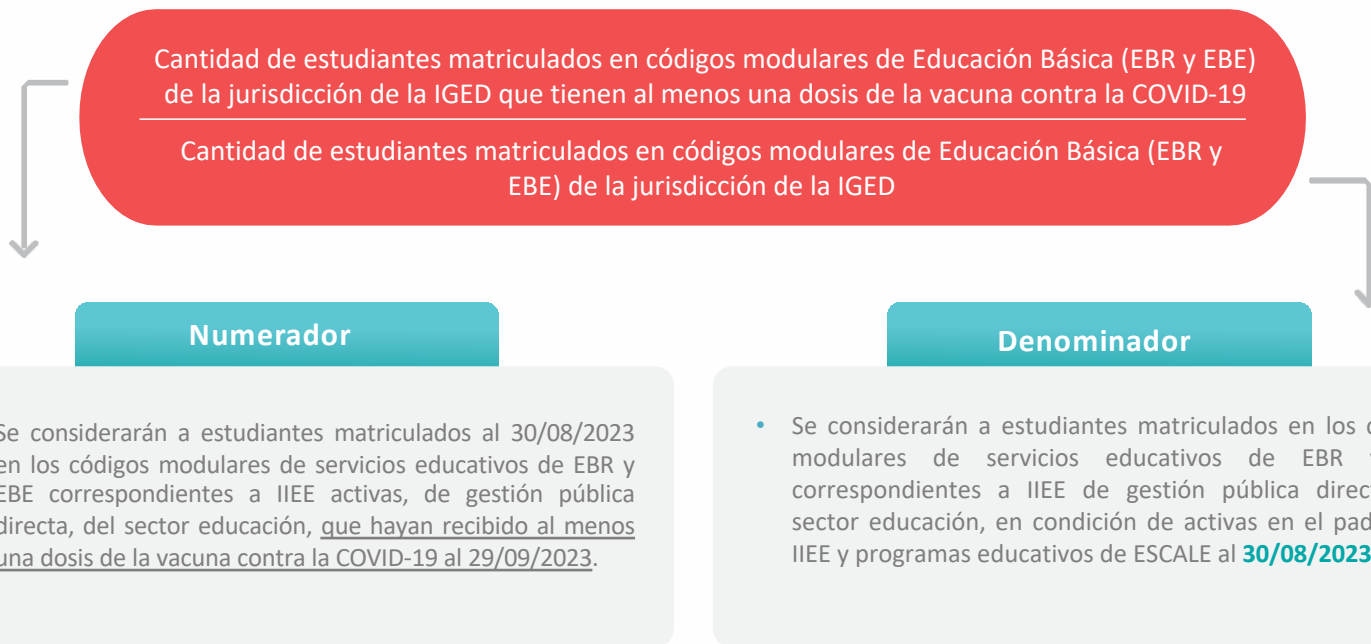 Cantidad de estudiantes matriculados en códigos modulares de Educación Básica (EBR y EBE)
de la jurisdicción de la IGED que tienen al menos una dosis de la vacuna contra la COVID-19
Cantidad de estudiantes matriculados en códigos modulares de Educación Básica (EBR y
EBE) de la jurisdicción de la IGED
Numerador
Se considerarán a estudiantes matriculados al 30/08/2023
en los códigos modulares de servicios educativos de EBR y
EBE correspondientes a IIEE activas, de gestión pública
directa, del sector educación, que hayan recibido al menos
una dosis de la vacuna contra la COVID-19 al 29/09/2023.
Denominador
• Se considerarán a estudiantes matriculados en los
modulares de servicios educativos de EBR
correspondientes a IIEE de gestión pública
sector educación, en condición de activas en el
IIEE y programas educativos de ESCALE al 30/08/2023